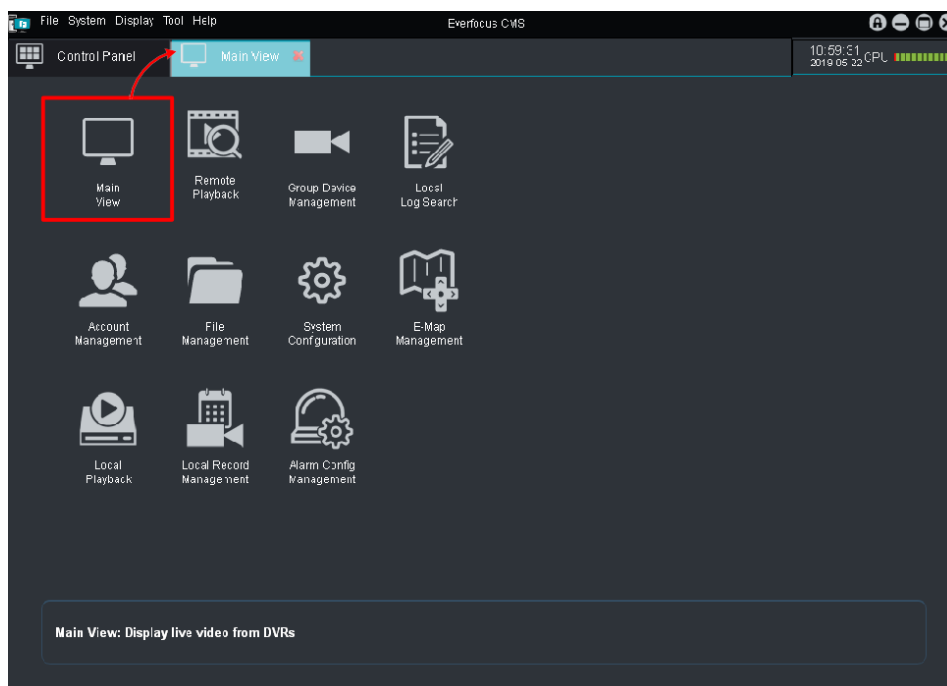 File System Display Tool Help
Everfocus CMS
Control Panel
Main View
10:59:31
2019 05 22
CPU
Main
View
Remote
Playback
Group Device
Management
Local
Log Search
Account
Management
File
Management
System
Configuration
E-Map
Management
Local
Playback
Local Record
Management
Alarm Config
Management
Main View: Display live video from DVRs